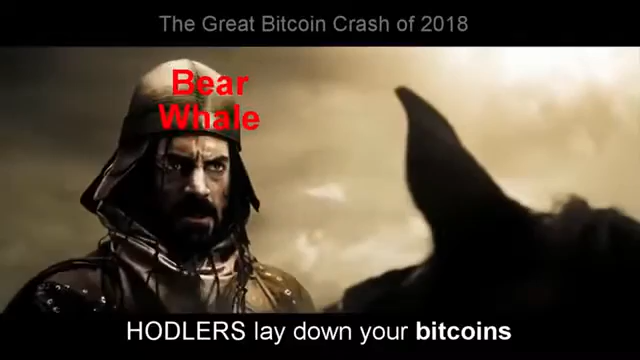 The Great Bitcoin Crash of 2018
Bear
Whale
HODLERS lay down your bitcoins